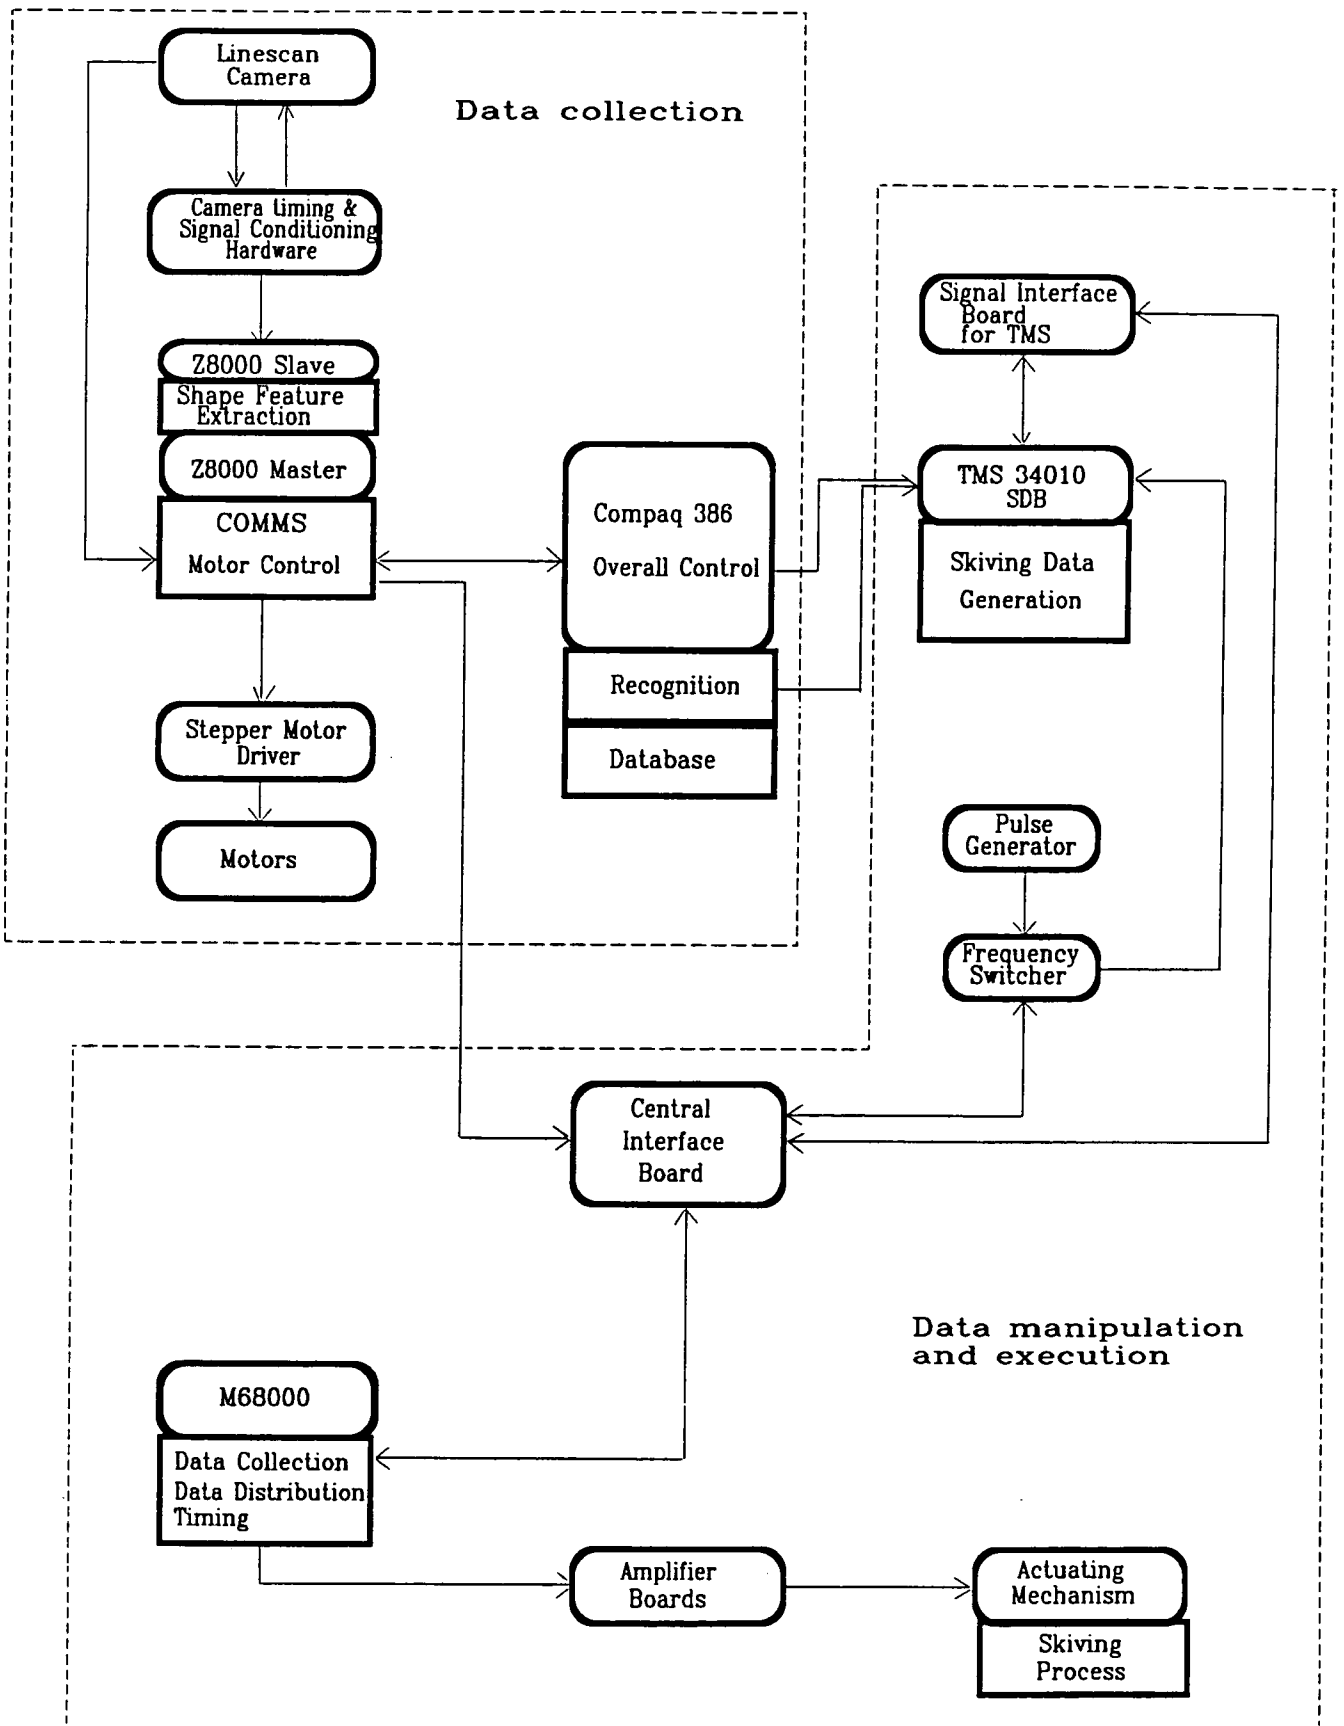 Linescan
Camera
Data collection
Camera timing &
Signal Conditioning
Hardware
Z8000 Slave
Shape Feature
Extraction
Z8000 Master
COMMS
Motor Control
Stepper Motor
Driver
Motors
Compaq 386
Overall Control
Recognition
Database
Signal Interface
Board
for TMS
TMS 34010
SDB
Skiving Data
Generation
Pulse
Generator
Frequency
Switcher
Central
Interface
Board
Data manipulation
and execution
M68000
Data Collection
Data Distribution
Timing
Amplifier
Boards
Actuating
Mechanism
Skiving
Process